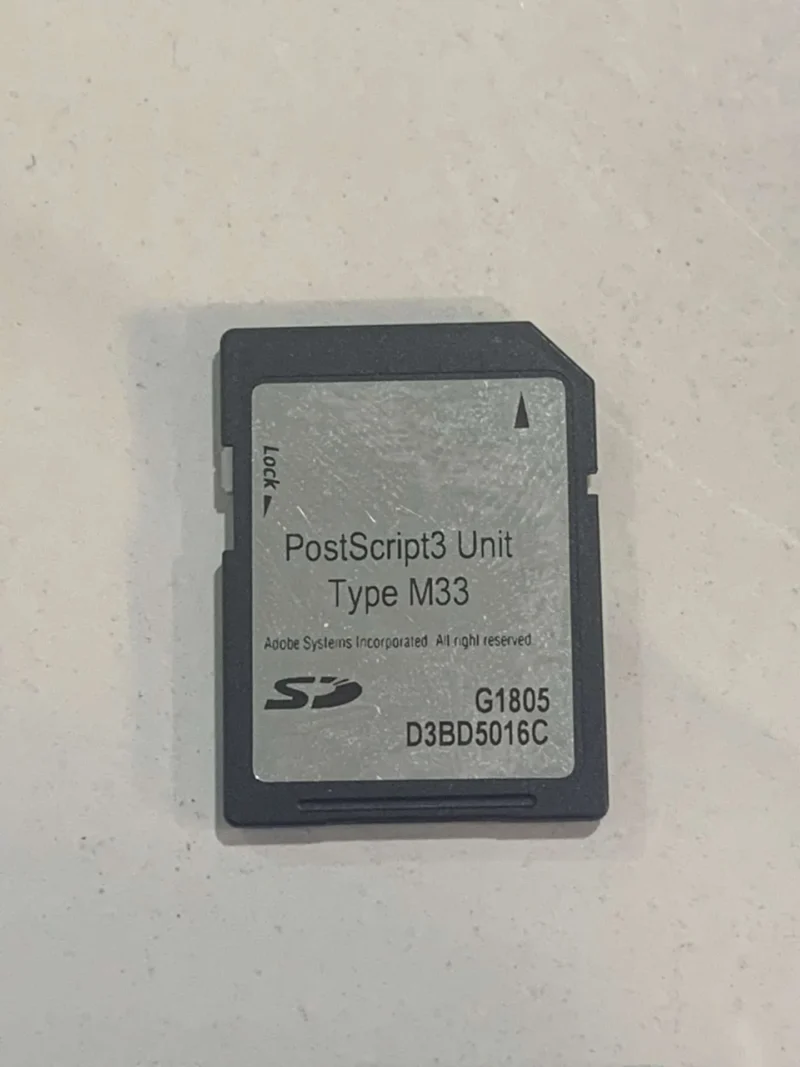 Lock
PostScript3 Unit
Type M33
Adobe Systems Incorporated. All right reserved.
SD
G1805
D3BD5016C